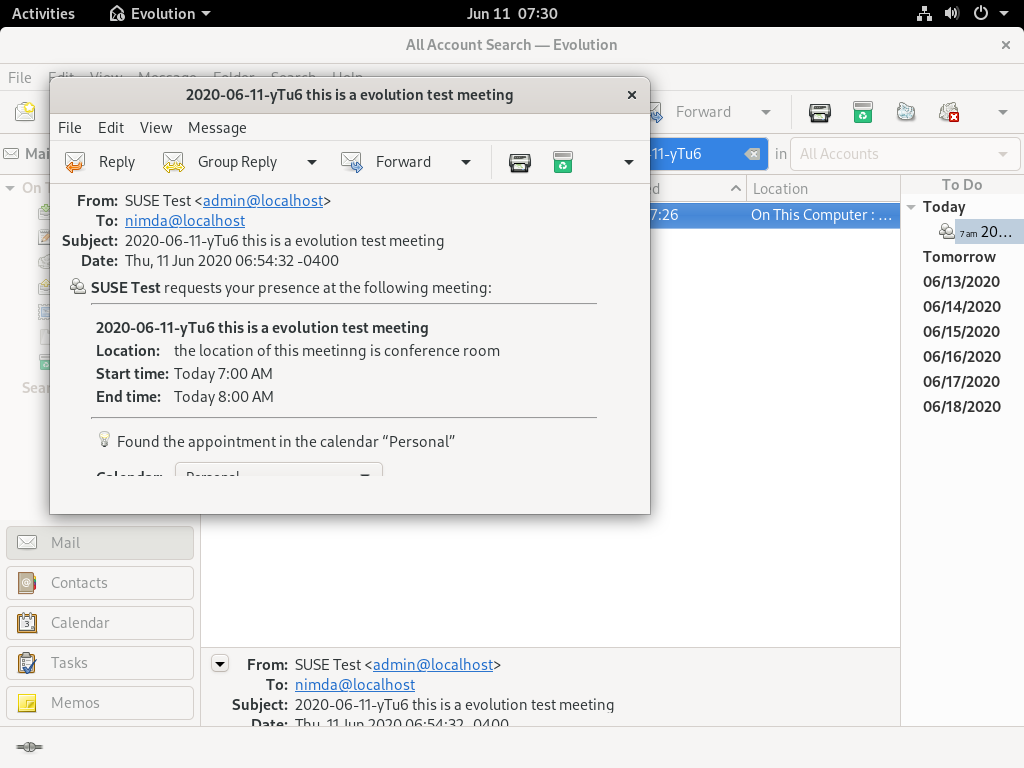 Activities Evolution Jun 11 07:30
All Account Search — Evolution
File Edit View Message Folder Search Help
2020-06-11-yTu6 this is a evolution test meeting
File Edit View Message
Reply Group Reply Forward
Forward
Mai
11-yTu6 in All Accounts
From: SUSE Test <admin@localhost>
To: nimda@localhost
Subject: 2020-06-11-yTu6 this is a evolution test meeting
Date: Thu, 11 Jun 2020 06:54:32 -0400
SUSE Test requests your presence at the following meeting:
2020-06-11-yTu6 this is a evolution test meeting
Location: the location of this meetinng is conference room
Start time: Today 7:00 AM
End time: Today 8:00 AM
Found the appointment in the calendar “Personal”
Calendar: Personal
On T
Sear
ed Location
7:26 On This Computer : ...
To Do
Today
7 am 20...
Tomorrow
06/13/2020
06/14/2020
06/15/2020
06/16/2020
06/17/2020
06/18/2020
Mail
Contacts
Calendar
Tasks
Memos
From: SUSE Test <admin@localhost>
To: nimda@localhost
Subject: 2020-06-11-yTu6 this is a evolution test meeting
Date: Thu, 11 Jun 2020 06:54:32 -0400